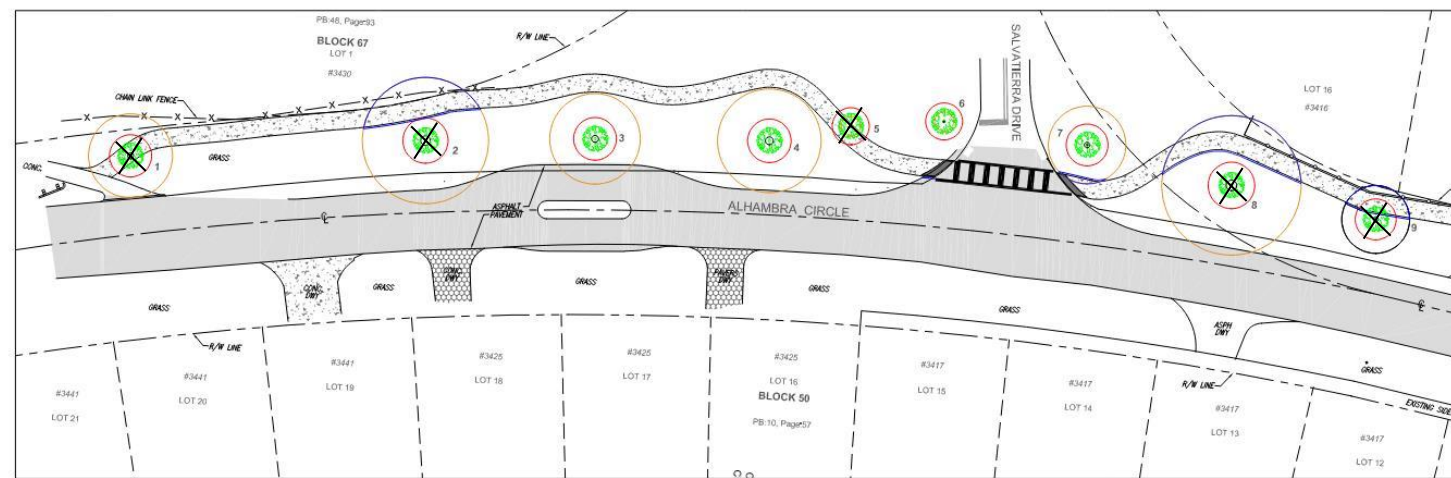 PB:48, Page:93
BLOCK 67
LOT 1
#3430
R/W LINE
CHAIN LINK FENCE
X X X X X X X X X X X
SALVATIERRA DRIVE
LOT 16
#3416
1
2
3
4
5
6
7
8
9
CONC.
GRASS
ASPHALT
PAVEMENT
ALHAMBRA CIRCLE
CONC.
DWY
CONC.
DWY
PAVERS
DWY
ASPH
DWY
GRASS
GRASS
GRASS
GRASS
GRASS
GRASS
R/W LINE
R/W LINE
EXISTING SIDE
#3441
LOT 21
#3441
LOT 20
#3441
LOT 19
#3425
LOT 18
#3425
LOT 17
#3425
LOT 16
BLOCK 50
PB:10, Page:57
#3417
LOT 15
#3417
LOT 14
#3417
LOT 13
#3417
LOT 12